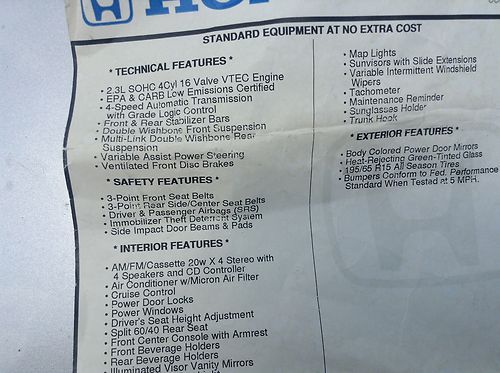 STANDARD EQUIPMENT AT NO EXTRA COST
* TECHNICAL FEATURES *
• 2.3L SOHC 4Cyl 16 Valve VTEC Engine
• EPA & CARB Low Emissions Certified
• 4-Speed Automatic Transmission
with Grade Logic Control
• Front & Rear Stabilizer Bars
• Double Wishbone Front Suspension
• Multi-Link Double Wishbone Rear
Suspension
• Variable Assist Power Steering
• Ventilated Front Disc Brakes
* SAFETY FEATURES *
• 3-Point Front Seat Belts
• 3-Point Rear Side/Center Seat Belts
• Driver & Passenger Airbags (SRS)
• Immobilizer Theft Deterrent System
• Side Impact Door Beams & Pads
* INTERIOR FEATURES *
• AM/FM/Cassette 20w X 4 Stereo with
4 Speakers and CD Controller
• Air Conditioner w/Micron Air Filter
• Cruise Control
• Power Door Locks
• Power Windows
• Driver's Seat Height Adjustment
• Split 60/40 Rear Seat
• Front Center Console with Armrest
• Front Beverage Holders
• Rear Beverage Holders
• Illuminated Visor Vanity Mirrors
• Map Lights
• Sunvisors with Slide Extensions
• Variable Intermittent Windshield
Wipers
• Tachometer
• Maintenance Reminder
• Sunglasses Holder
• Trunk Hook
* EXTERIOR FEATURES *
• Body Colored Power Door Mirrors
• Heat-Rejecting Green-Tinted Glass
• 195/65 R15 All Season Tires
• Bumpers Conform to Fed. Performance
Standard When Tested at 5 MPH.